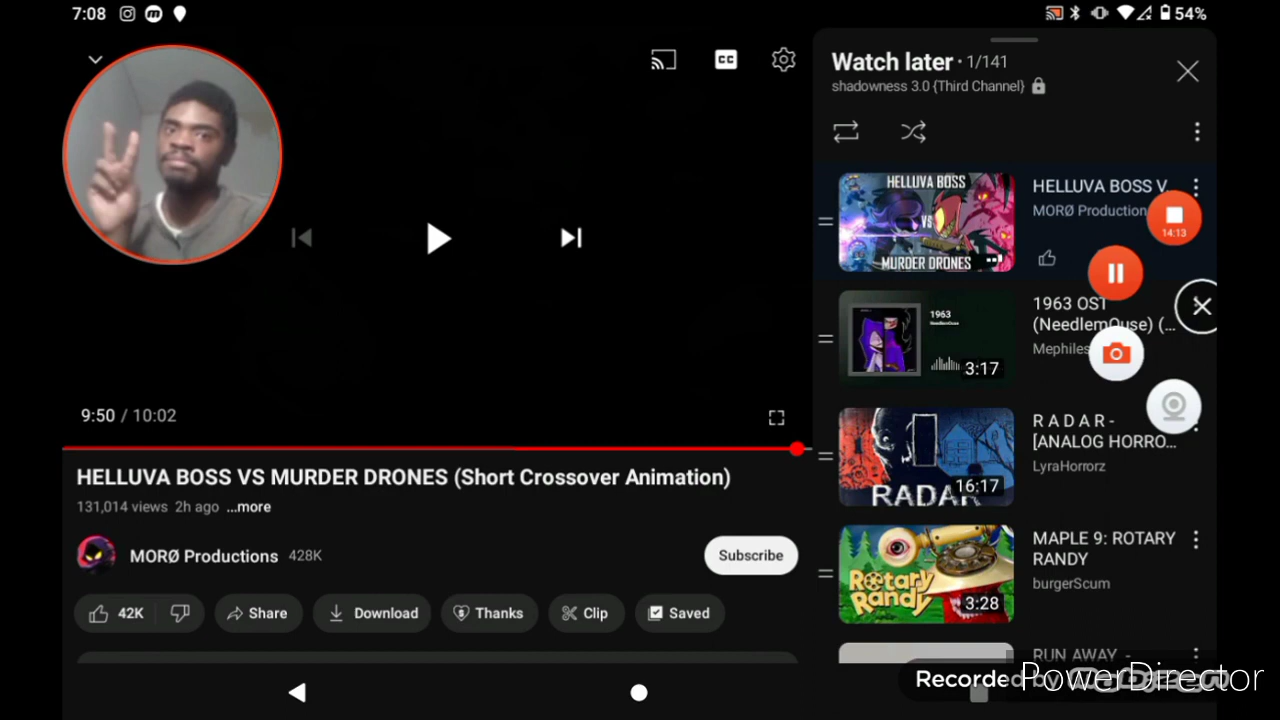 7:08
54%
CC
9:50 / 10:02
HELLUVA BOSS VS MURDER DRONES (Short Crossover Animation)
131,014 views 2h ago ...more
MORØ Productions 428K
Subscribe
42K
Share
Download
Thanks
Clip
Saved
Watch later · 1/141
shadowness 3.0 {Third Channel}
HELLUVA BOSS
VS
MURDER DRONES
HELLUVA BOSS V...
MORØ Production
14:13
1963
NeedlemOuse
3:17
1963 OST
(NeedlemOuse) (...
Mephiles
RADAR
16:17
R A D A R -
[ANALOG HORRO...
LyraHorrorz
Rotary
Randy
3:28
MAPLE 9: ROTARY
RANDY
burgerScum
RUN AWAY -
Recorded by
PowerDirector